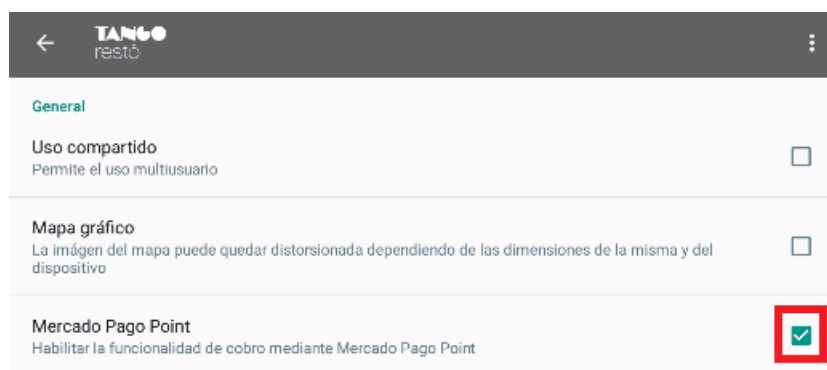 TANGO
restô
General
Uso compartido
Permite el uso multiusuario
Mapa gráfico
La imágen del mapa puede quedar distorsionada dependiendo de las dimensiones de la misma y del
dispositivo
Mercado Pago Point
Habilitar la funcionalidad de cobro mediante Mercado Pago Point